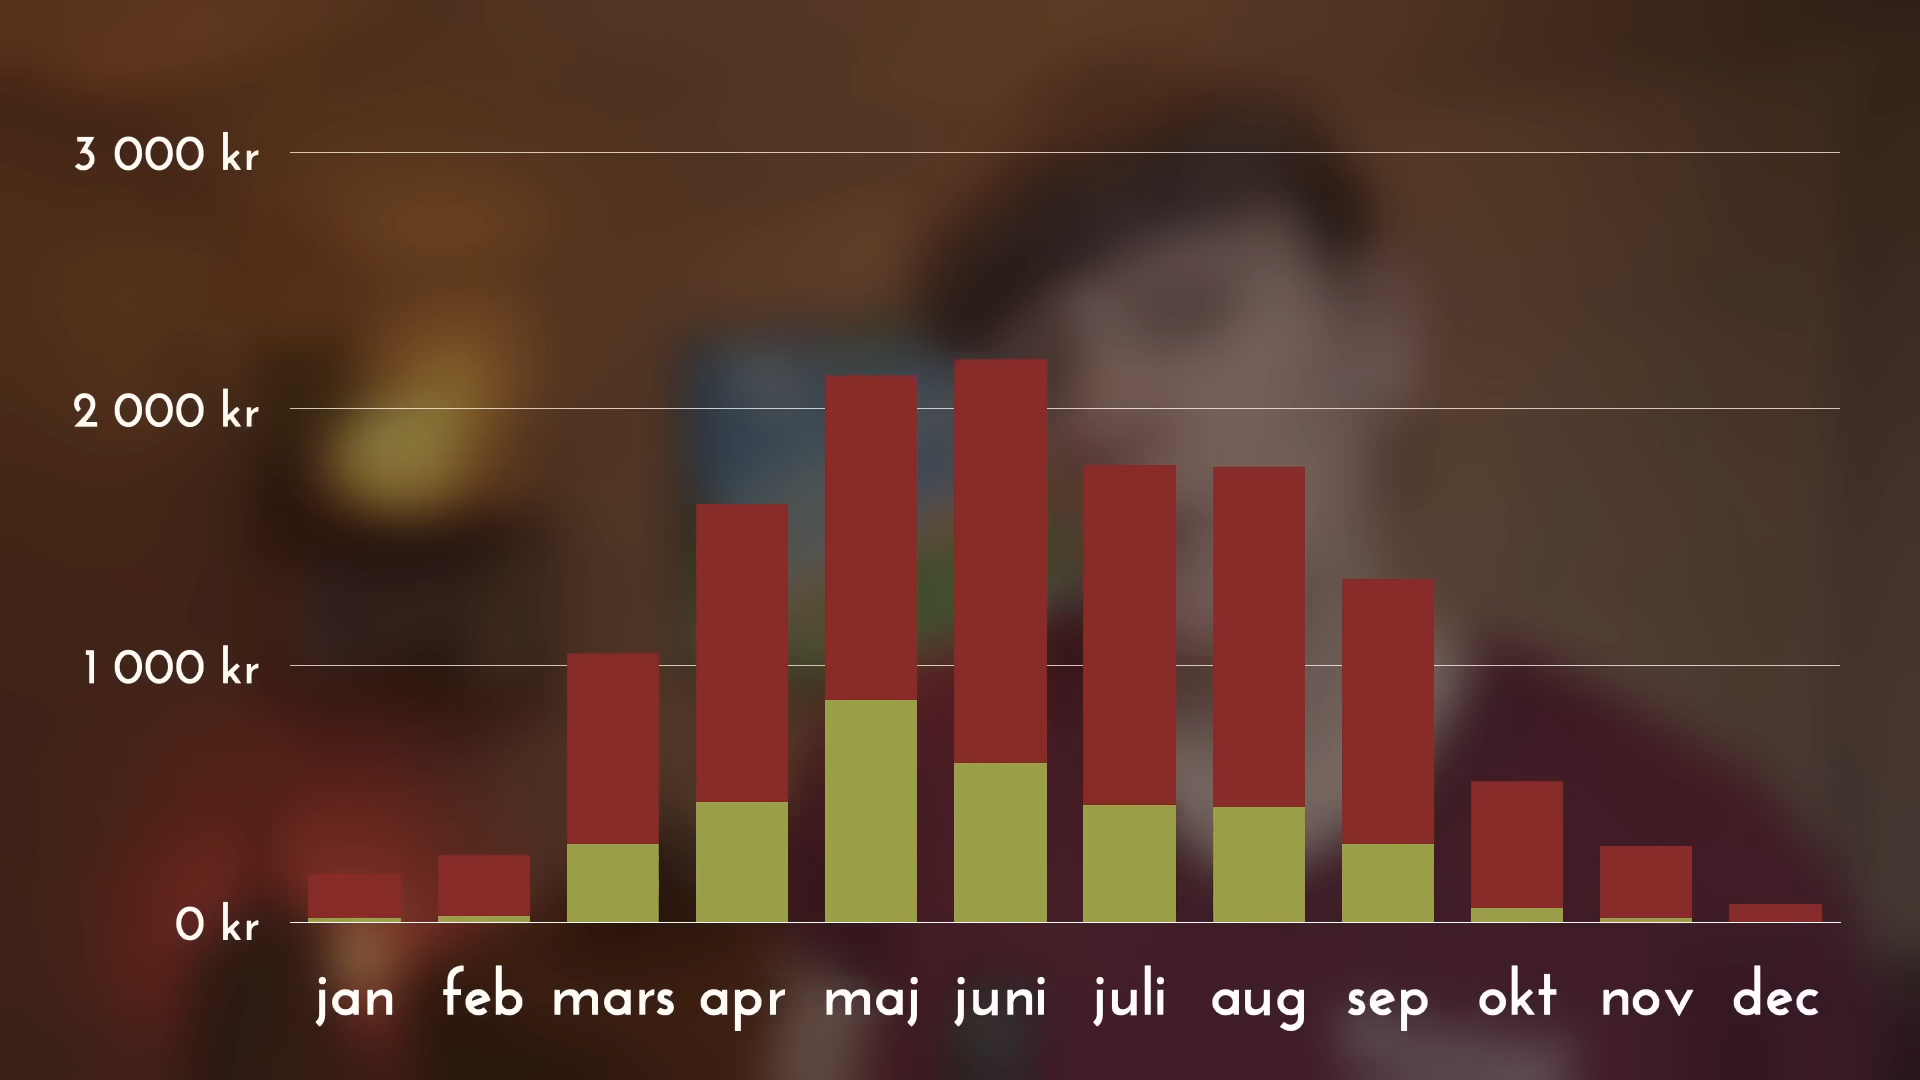 3 000 kr
2 000 kr
1 000 kr
0 kr
jan feb mars apr maj juni juli aug sep okt nov dec